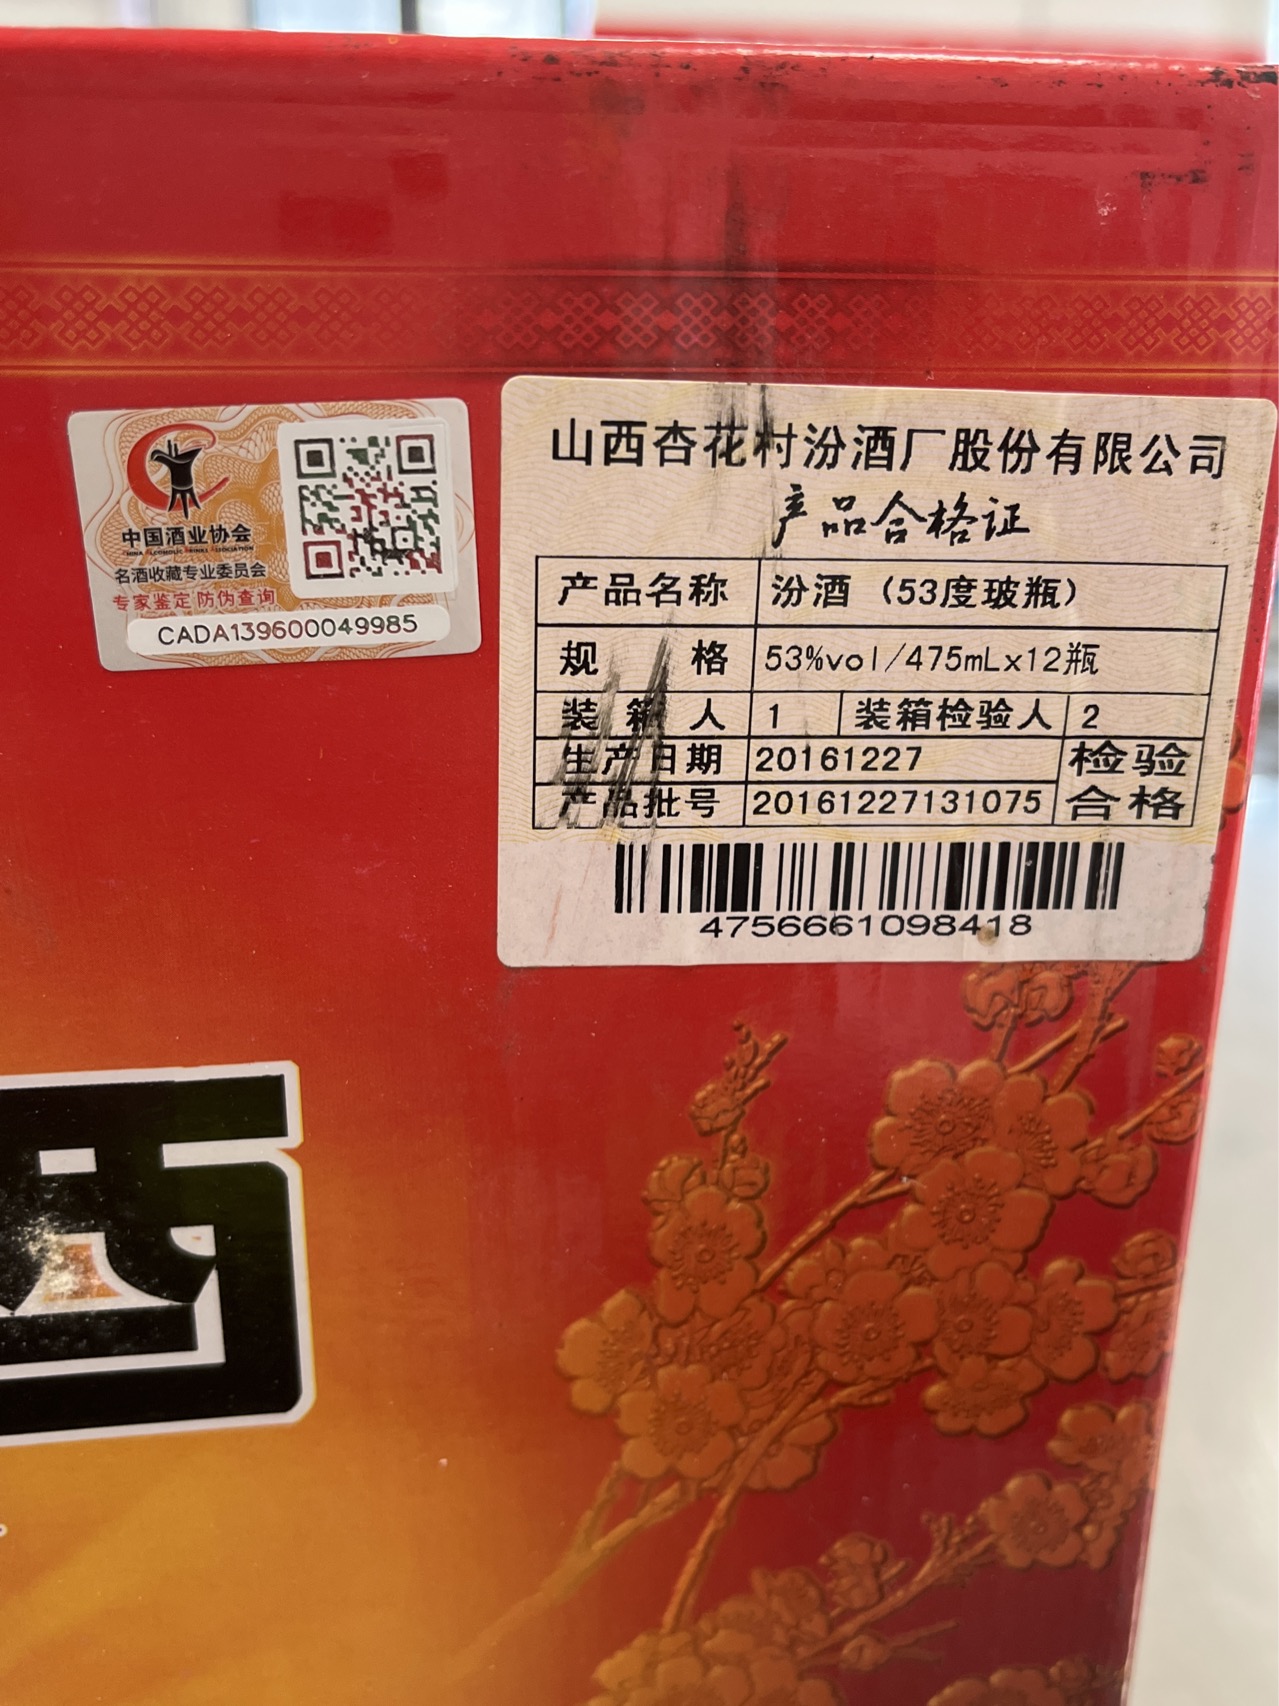 中国酒业协会
CHINA ALCOHOLIC DRINKS ASSOCIATION
名酒收藏专业委员会
专家鉴定 防伪查询
CADA139600049985
山西杏花村汾酒厂股份有限公司
产品合格证
产品名称 汾酒（53度玻瓶）
规 格 53%vol/475mLx12瓶
装 箱 人 1 装箱检验人 2
生产日期 20161227 检验
产品批号 20161227131075 合格
4756661098418
酒